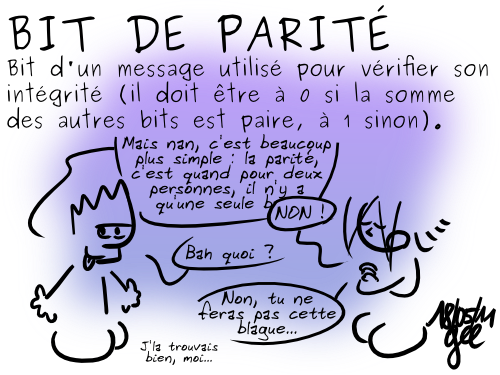 BIT DE PARITÉ
Bit d'un message utilisé pour vérifier son
intégrité (il doit être à 0 si la somme
des autres bits est paire, à 1 sinon).
Mais nan, c'est beaucoup
plus simple : la parité,
c'est quand pour deux
personnes, il n'y a
qu'une seule b
NON !
Bah quoi ?
Non, tu ne
feras pas cette
blague...
J'la trouvais
bien, moi...
gee